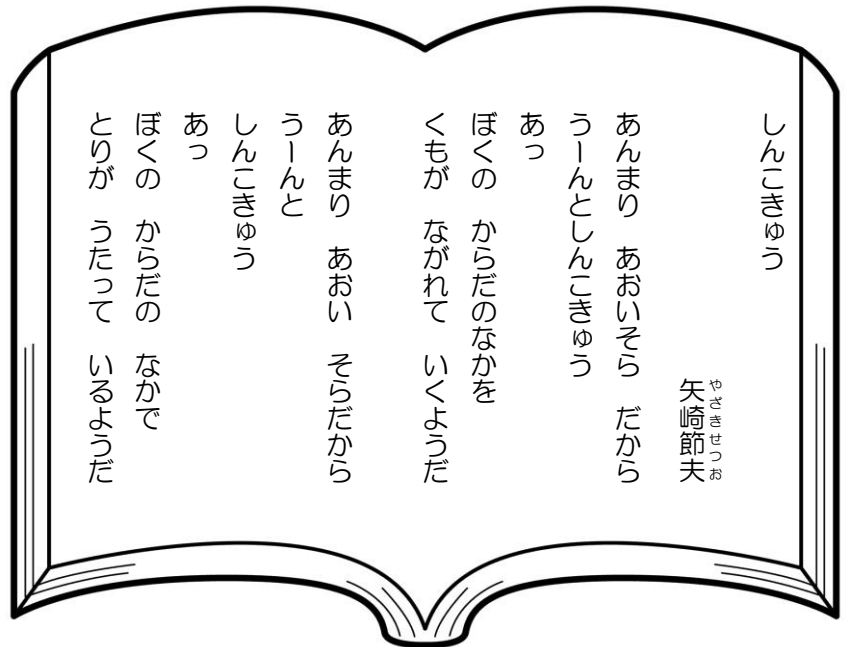 しんこきゅう
矢崎節夫
やざきせつお
あんまり　あおいそら　だから
うーんとしんこきゅう
あっ
ぼくの　からだのなかを
くもが　ながれて　いくようだ
あんまり　あおい　そらだから
うーんと
しんこきゅう
あっ
ぼくの　からだの　なかで
とりが　うたって　いるようだ